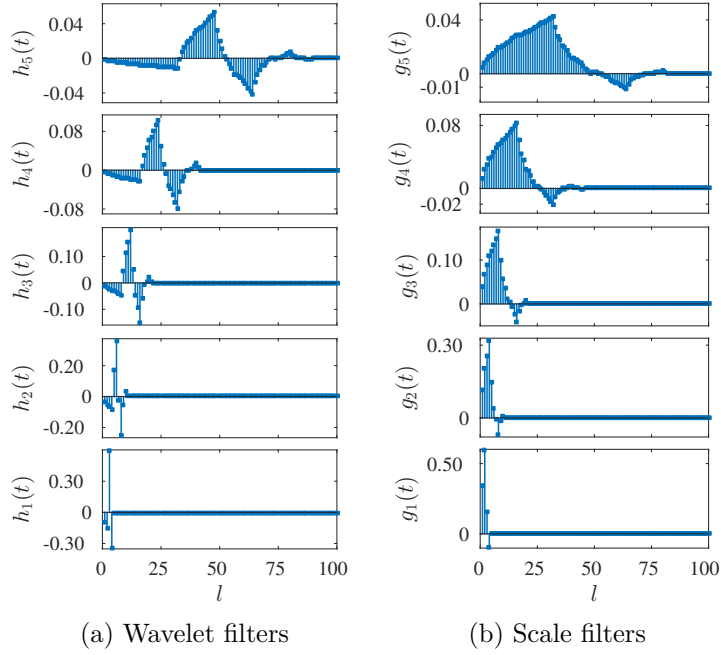 h₅(t)
0.04
0
-0.04
h₄(t)
0.08
0
-0.08
h₃(t)
0.10
0
-0.10
h₂(t)
0.20
0
-0.20
h₁(t)
0.30
0
-0.30
0 25 50 75 100
l
(a) Wavelet filters
g₅(t)
0.04
0
-0.01
g₄(t)
0.08
0
-0.02
g₃(t)
0.10
0
g₂(t)
0.30
0
g₁(t)
0.50
0
0 25 50 75 100
l
(b) Scale filters